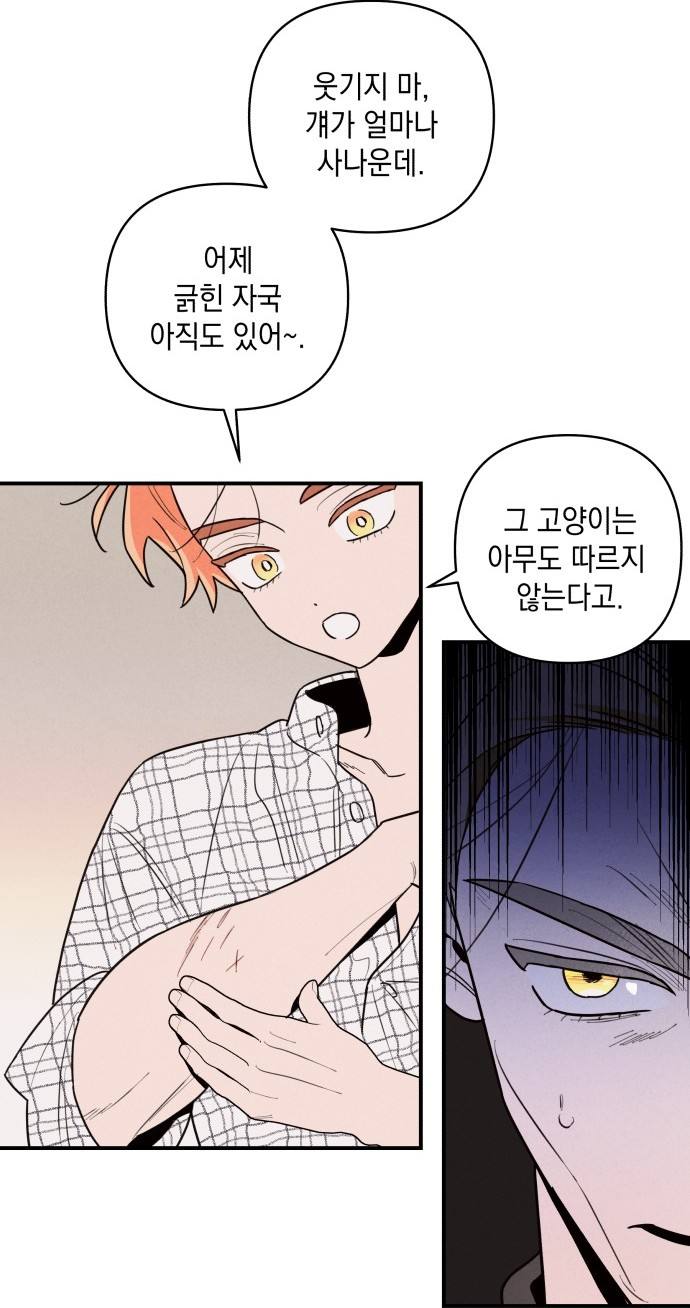 웃기지 마,
걔가 얼마나
사나운데.
어제
긁힌 자국
아직도 있어~.
그 고양이는
아무도 따르지
않는다고.